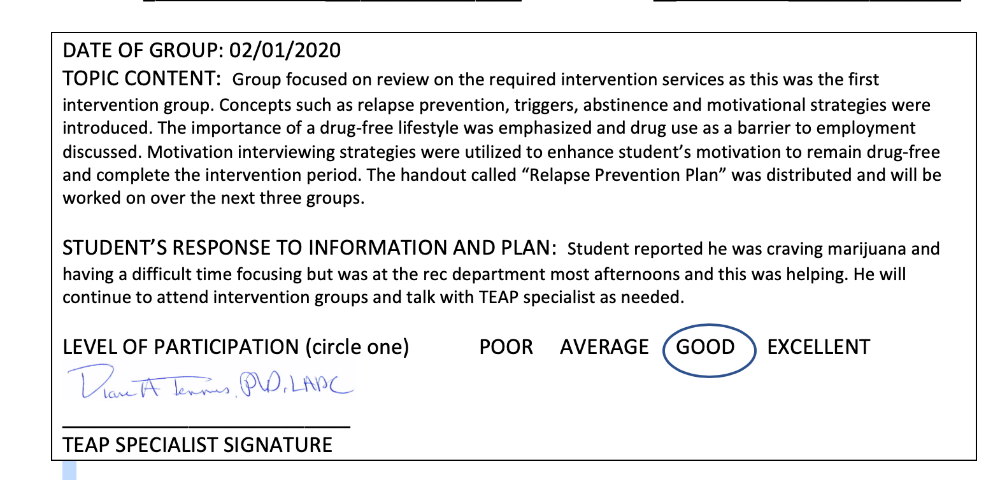 DATE OF GROUP: 02/01/2020
TOPIC CONTENT: Group focused on review on the required intervention services as this was the first
intervention group. Concepts such as relapse prevention, triggers, abstinence and motivational strategies were
introduced. The importance of a drug-free lifestyle was emphasized and drug use as a barrier to employment
discussed. Motivation interviewing strategies were utilized to enhance student’s motivation to remain drug-free
and complete the intervention period. The handout called “Relapse Prevention Plan” was distributed and will be
worked on over the next three groups.
STUDENT’S RESPONSE TO INFORMATION AND PLAN: Student reported he was craving marijuana and
having a difficult time focusing but was at the rec department most afternoons and this was helping. He will
continue to attend intervention groups and talk with TEAP specialist as needed.
LEVEL OF PARTICIPATION (circle one) POOR AVERAGE GOOD EXCELLENT
Diane A Tennies, PhD, LADC
TEAP SPECIALIST SIGNATURE